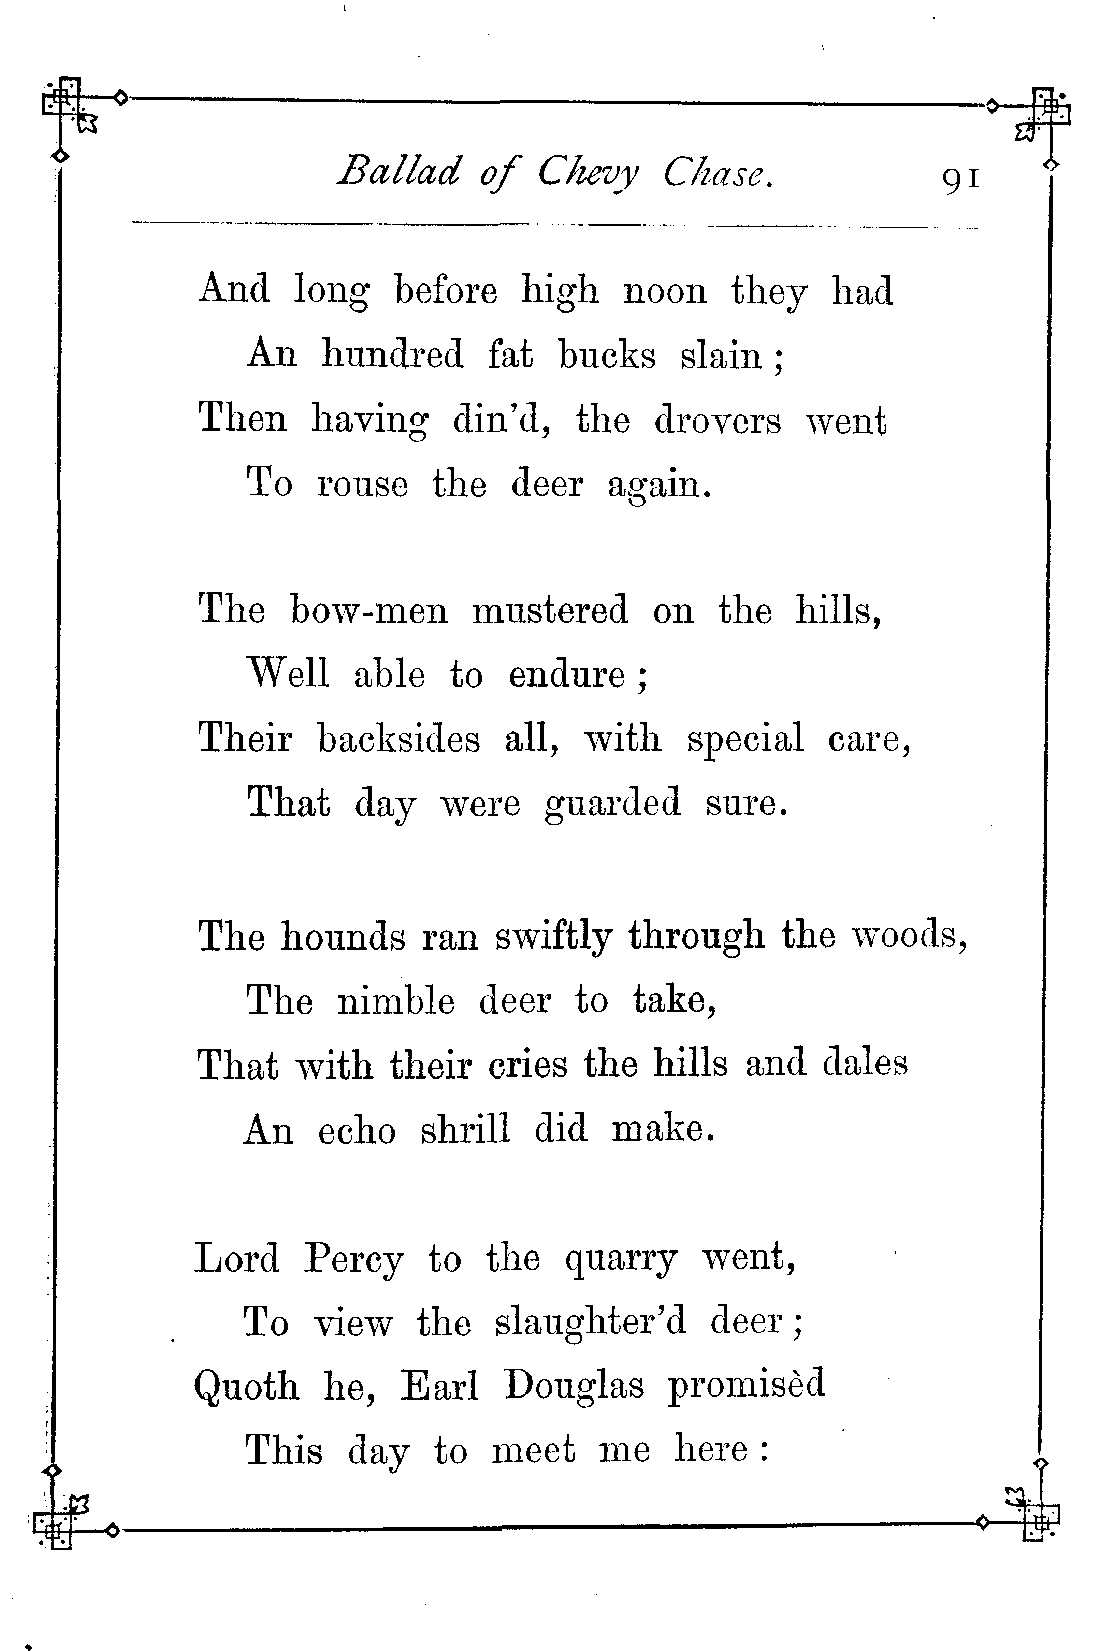 Ballad of Chevy Chase. 91
And long before high noon they had
An hundred fat bucks slain ;
Then having din'd, the drovers went
To rouse the deer again.
The bow-men mustered on the hills,
Well able to endure ;
Their backsides all, with special care,
That day were guarded sure.
The hounds ran swiftly through the woods,
The nimble deer to take,
That with their cries the hills and dales
An echo shrill did make.
Lord Percy to the quarry went,
To view the slaughter'd deer ;
Quoth he, Earl Douglas promisèd
This day to meet me here :